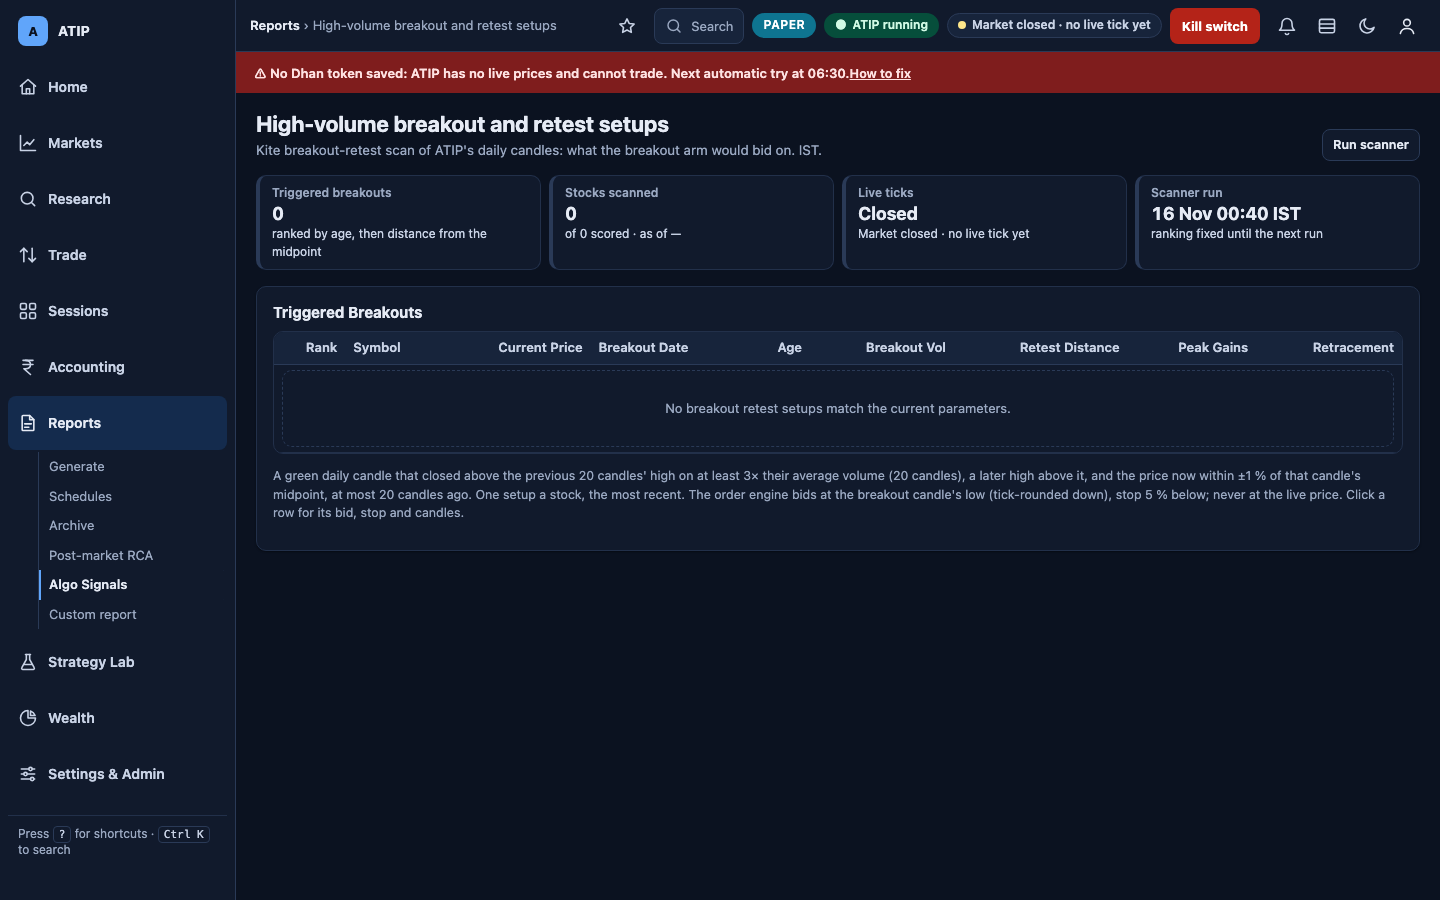 A ATIP
Home
Markets
Research
Trade
Sessions
Accounting
Reports
Generate
Schedules
Archive
Post-market RCA
Algo Signals
Custom report
Strategy Lab
Wealth
Settings & Admin
Press ? for shortcuts · Ctrl K
to search
Reports › High-volume breakout and retest setups
Search
PAPER
ATIP running
Market closed · no live tick yet
Kill switch
⚠ No Dhan token saved: ATIP has no live prices and cannot trade. Next automatic try at 06:30.How to fix
High-volume breakout and retest setups
Kite breakout-retest scan of ATIP's daily candles: what the breakout arm would bid on. IST.
Run scanner
Triggered breakouts
0
ranked by age, then distance from the
midpoint
Stocks scanned
0
of 0 scored · as of —
Live ticks
Closed
Market closed · no live tick yet
Scanner run
16 Nov 00:40 IST
ranking fixed until the next run
Triggered Breakouts
Rank Symbol Current Price Breakout Date Age Breakout Vol Retest Distance Peak Gains Retracement
No breakout retest setups match the current parameters.
A green daily candle that closed above the previous 20 candles' high on at least 3× their average volume (20 candles), a later high above it, and the price now within ±1 % of that candle's
midpoint, at most 20 candles ago. One setup a stock, the most recent. The order engine bids at the breakout candle's low (tick-rounded down), stop 5 % below; never at the live price. Click a
row for its bid, stop and candles.